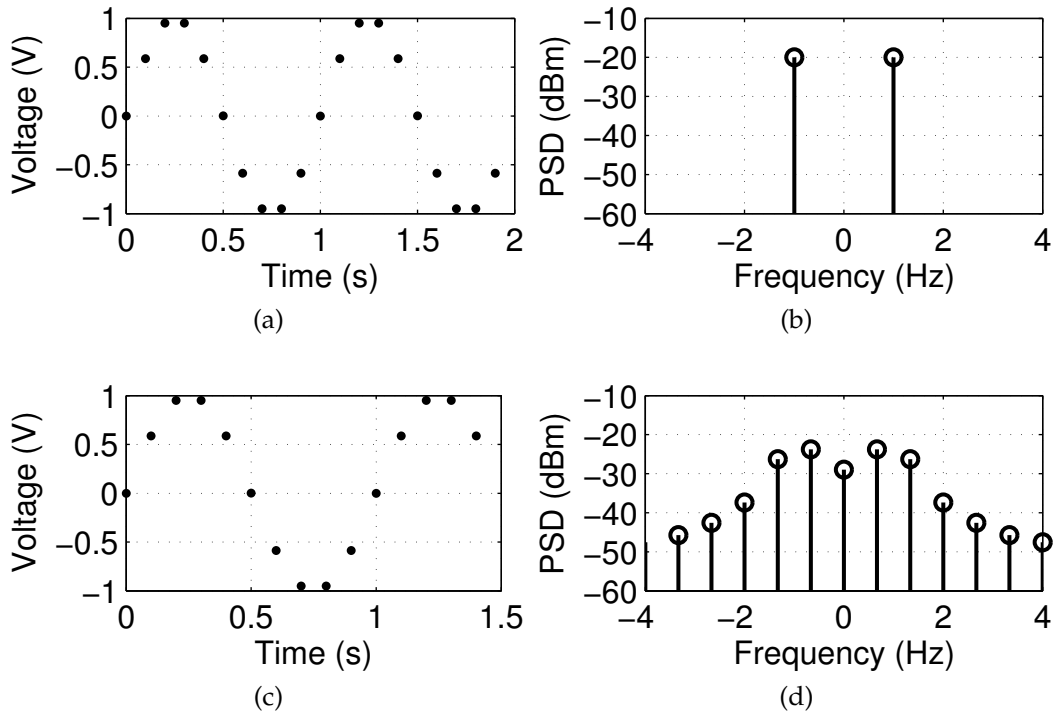 1
0.5
0
−0.5
−1
Voltage (V)
0 0.5 1 1.5 2
Time (s)
(a)
−10
−20
−30
−40
−50
−60
PSD (dBm)
−4 −2 0 2 4
Frequency (Hz)
(b)
1
0.5
0
−0.5
−1
Voltage (V)
0 0.5 1 1.5
Time (s)
(c)
−10
−20
−30
−40
−50
−60
PSD (dBm)
−4 −2 0 2 4
Frequency (Hz)
(d)